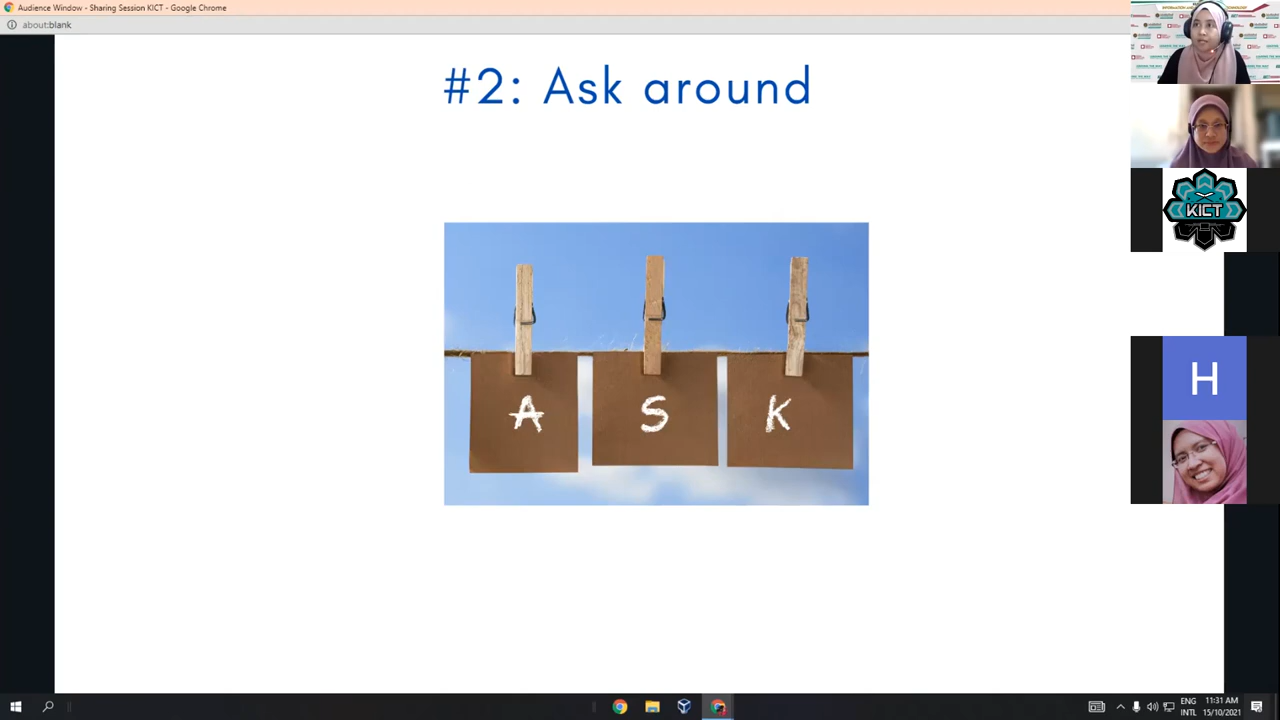 Audience Window - Sharing Session KICT - Google Chrome
about:blank
#2: Ask around
A S K
KICT
H
ENG
INTL
11:31 AM
15/10/2021